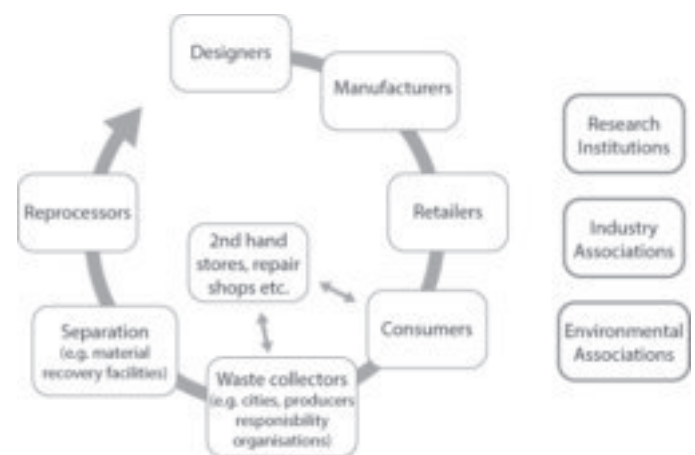 Designers
Manufacturers
Retailers
Consumers
Waste collectors
(e.g. cities, producers
responisbility
organisations)
Separation
(e.g. material
recovery facilities)
Reprocessors
2nd hand
stores, repair
shops etc.
Research
Institutions
Industry
Associations
Environmental
Associations